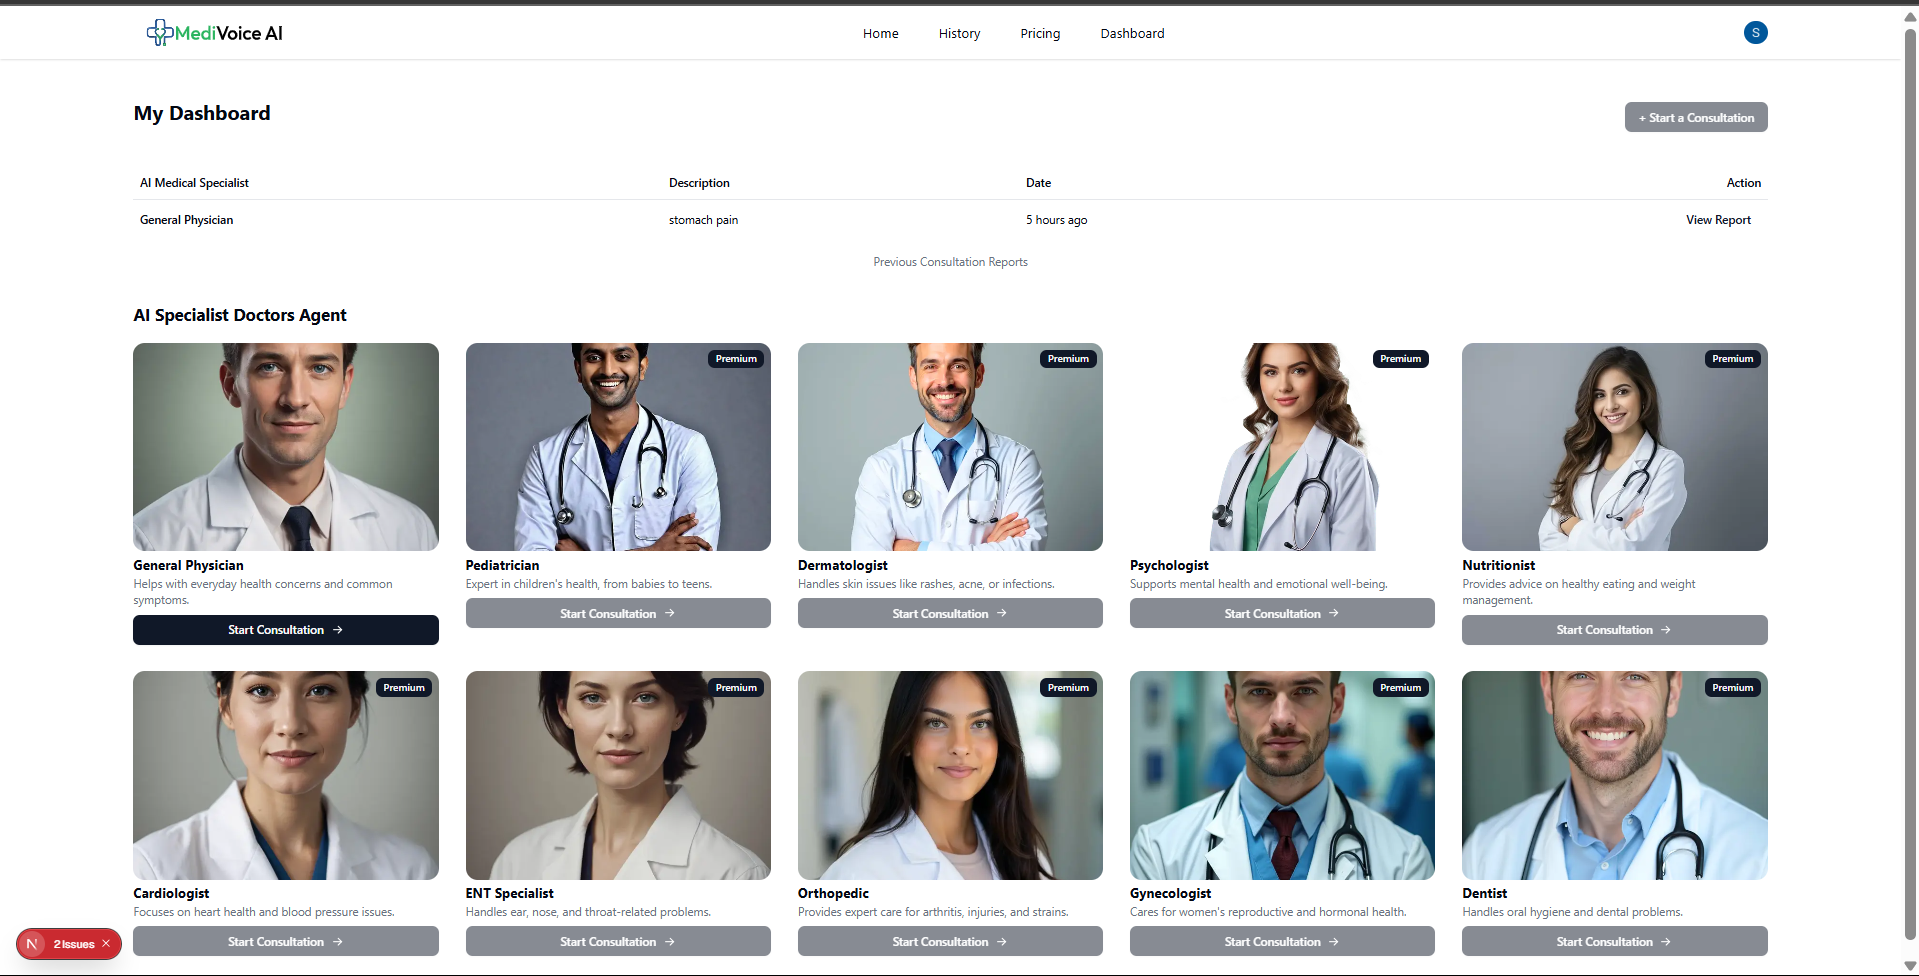 MediVoice AI
Home History Pricing Dashboard
S
My Dashboard
+ Start a Consultation
AI Medical Specialist Description Date Action
General Physician stomach pain 5 hours ago View Report
Previous Consultation Reports
AI Specialist Doctors Agent
General Physician
Helps with everyday health concerns and common
symptoms.
Start Consultation →
Premium
Pediatrician
Expert in children's health, from babies to teens.
Start Consultation →
Premium
Dermatologist
Handles skin issues like rashes, acne, or infections.
Start Consultation →
Premium
Psychologist
Supports mental health and emotional well-being.
Start Consultation →
Premium
Nutritionist
Provides advice on healthy eating and weight
management.
Start Consultation →
Premium
Cardiologist
Focuses on heart health and blood pressure issues.
Start Consultation →
Premium
ENT Specialist
Handles ear, nose, and throat-related problems.
Start Consultation →
Premium
Orthopedic
Provides expert care for arthritis, injuries, and strains.
Start Consultation →
Premium
Gynecologist
Cares for women's reproductive and hormonal health.
Start Consultation →
Premium
Dentist
Handles oral hygiene and dental problems.
Start Consultation →
N 2 Issues ×